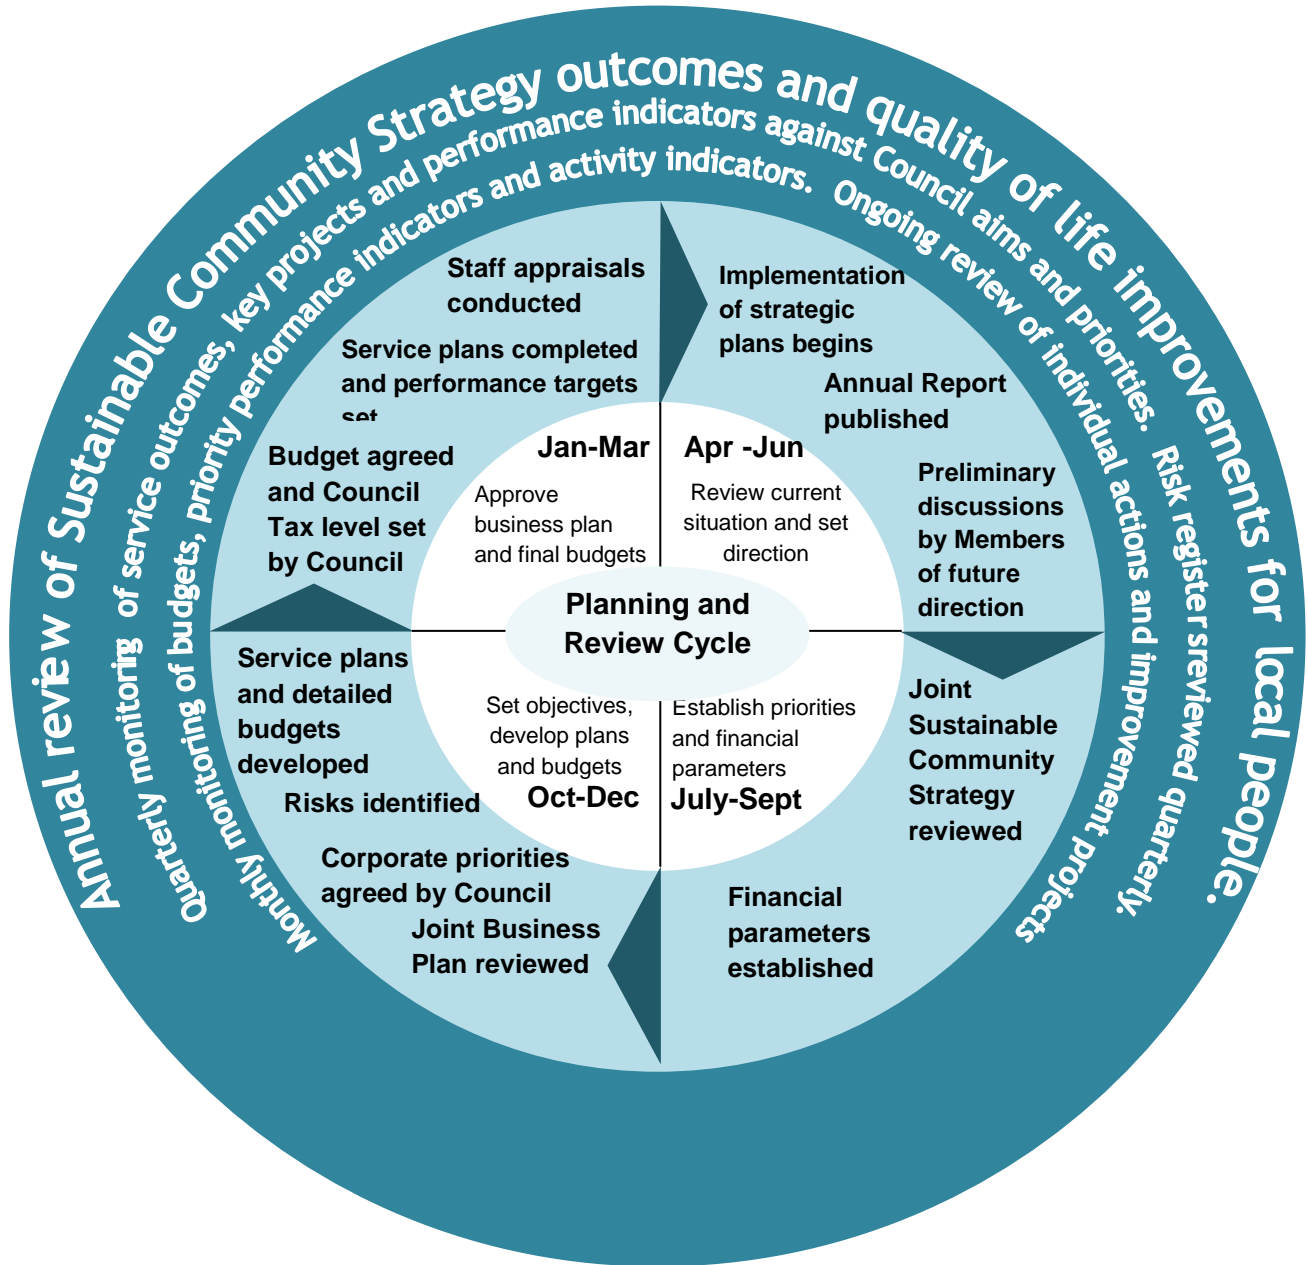 Annual review of Sustainable Community Strategy outcomes and quality of life improvements for local people.
Quarterly monitoring of service outcomes, key projects and performance indicators against Council aims and priorities. Risk registersreviewed quarterly.
Monthly monitoring of budgets, priority performance indicators and activity indicators. Ongoing review of individual actions and improvement projects
Staff appraisals
conducted
Service plans completed
and performance targets
set
Budget agreed
and Council
Tax level set
by Council
Implementation
of strategic
plans begins
Annual Report
published
Preliminary
discussions
by Members
of future
direction
Jan-Mar
Approve
business plan
and final budgets
Apr -Jun
Review current
situation and set
direction
Planning and
Review Cycle
Set objectives,
develop plans
and budgets
Oct-Dec
Establish priorities
and financial
parameters
July-Sept
Service plans
and detailed
budgets
developed
Risks identified
Corporate priorities
agreed by Council
Joint Business
Plan reviewed
Joint
Sustainable
Community
Strategy
reviewed
Financial
parameters
established